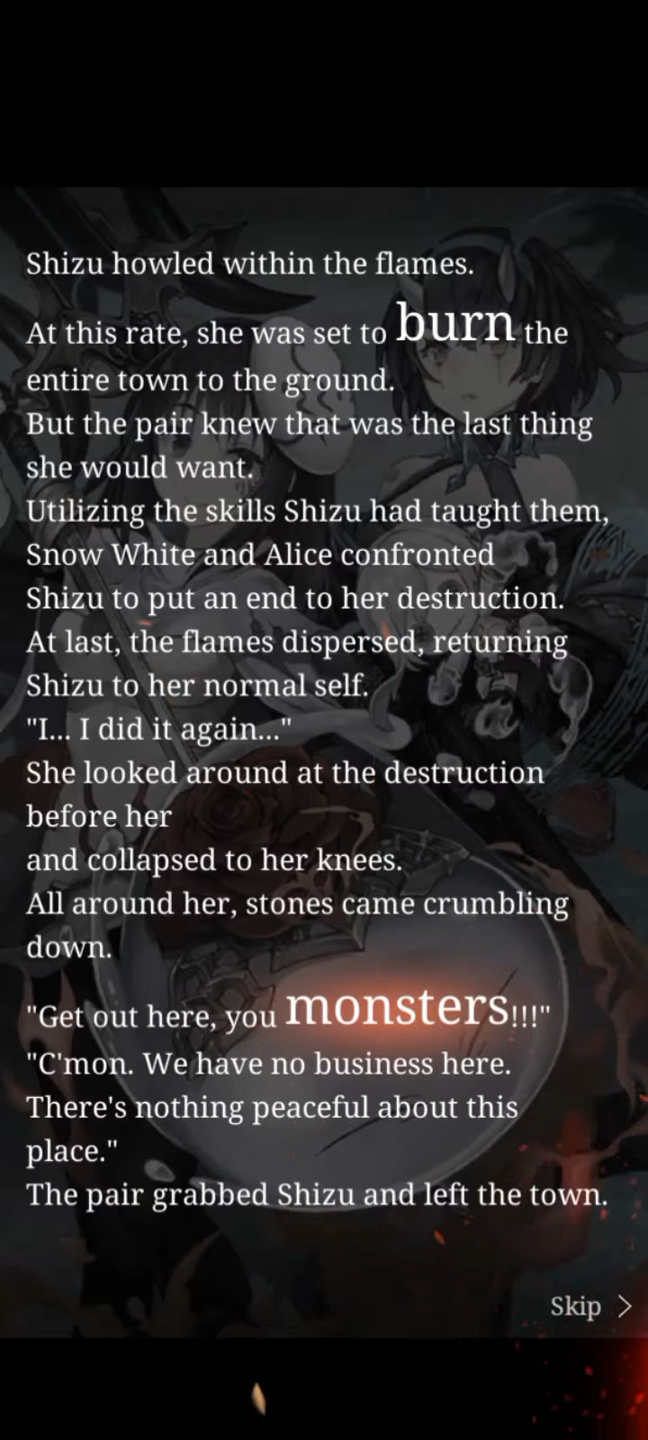 Shizu howled within the flames.
At this rate, she was set to burn the
entire town to the ground.
But the pair knew that was the last thing
she would want.
Utilizing the skills Shizu had taught them,
Snow White and Alice confronted
Shizu to put an end to her destruction.
At last, the flames dispersed, returning
Shizu to her normal self.
"I... I did it again..."
She looked around at the destruction
before her
and collapsed to her knees.
All around her, stones came crumbling
down.
"Get out here, you monsters!!!"
"C'mon. We have no business here.
There's nothing peaceful about this
place."
The pair grabbed Shizu and left the town.
Skip >